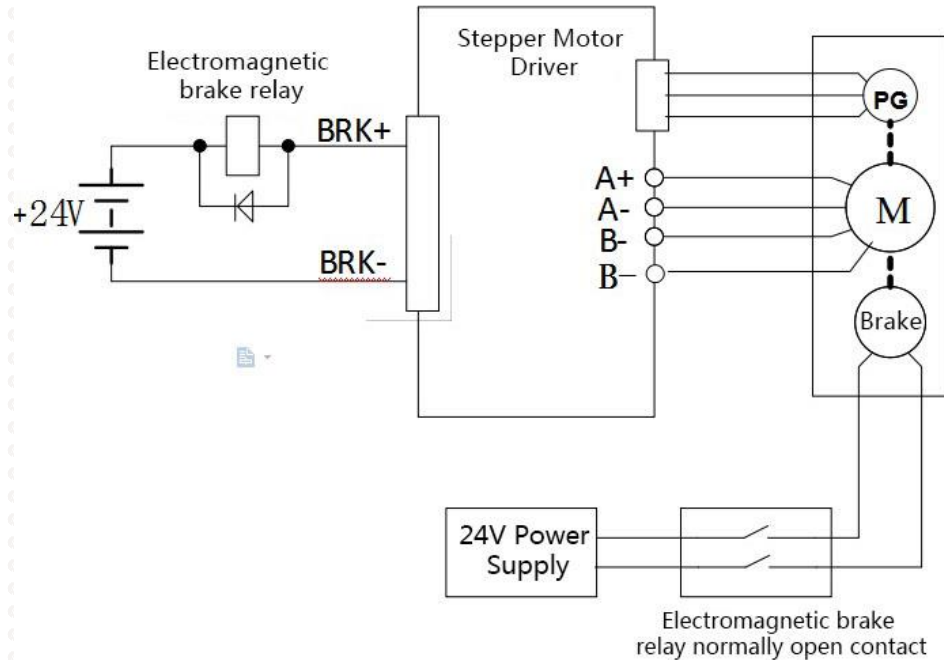 Electromagnetic
brake relay
BRK+
+24V
BRK-
Stepper Motor
Driver
A+
A-
B-
B-
PG
M
Brake
24V Power
Supply
Electromagnetic brake
relay normally open contact